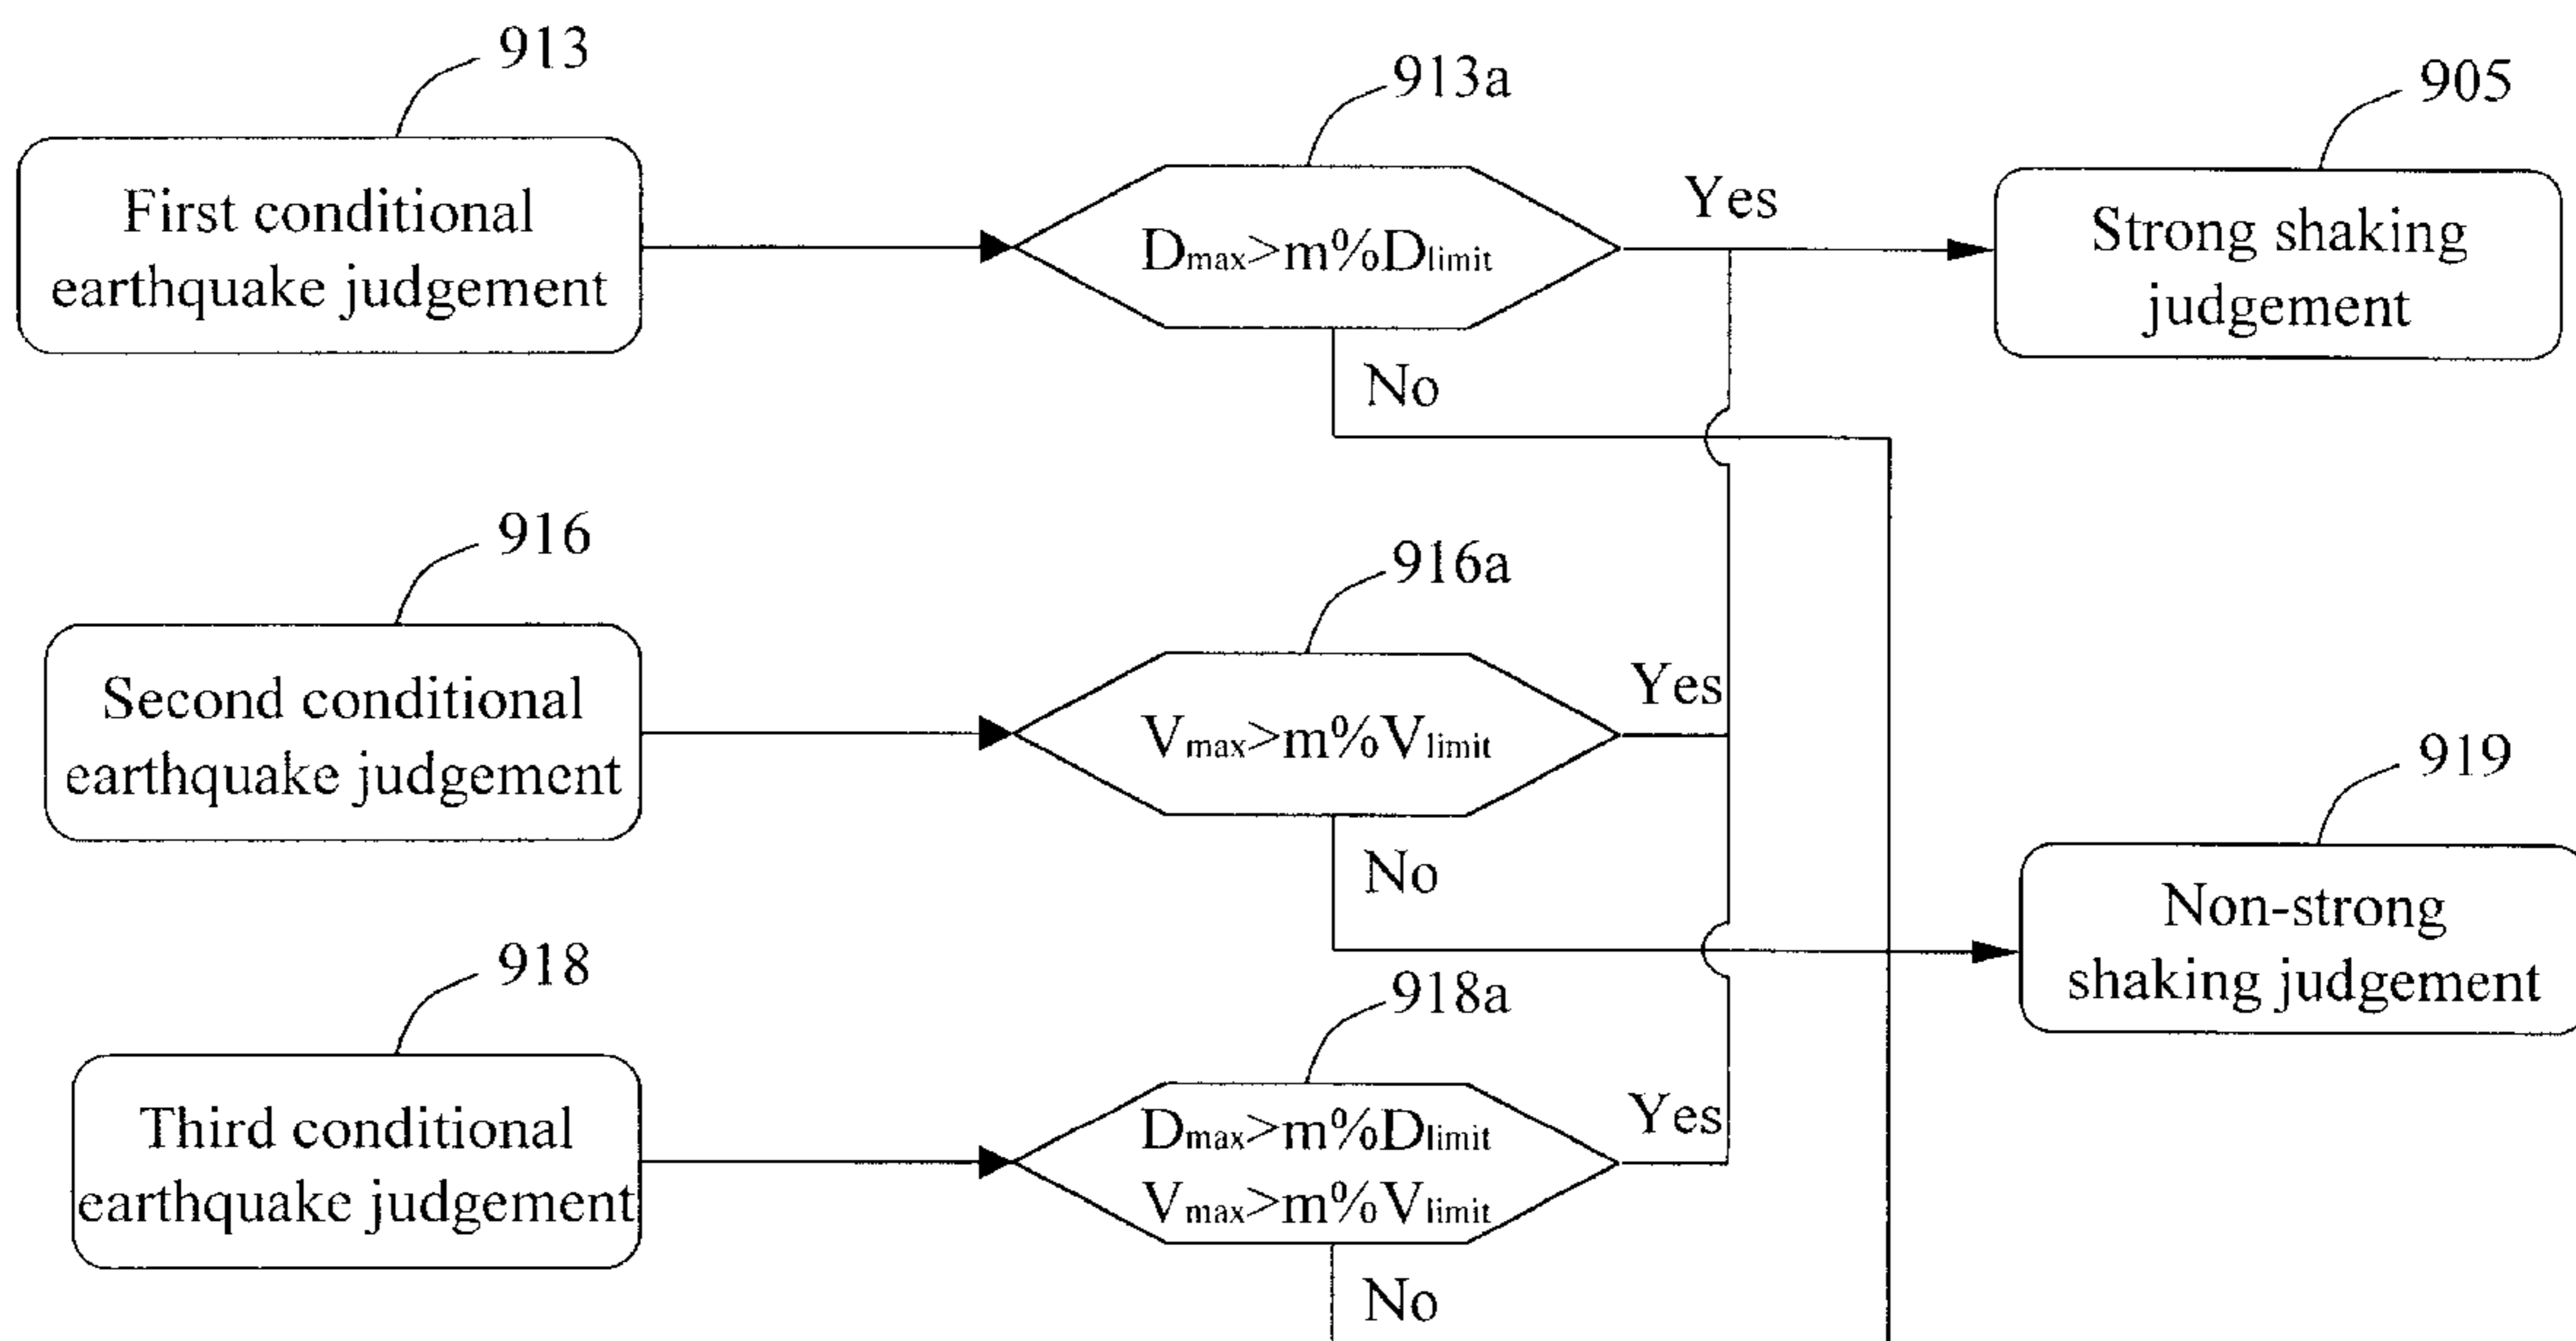 913
First conditional
earthquake judgement
913a
Dmax>m%Dlimit
Yes
No
905
Strong shaking
judgement
916
Second conditional
earthquake judgement
916a
Vmax>m%Vlimit
Yes
No
919
Non-strong
shaking judgement
918
Third conditional
earthquake judgement
918a
Dmax>m%Dlimit
Vmax>m%Vlimit
Yes
No